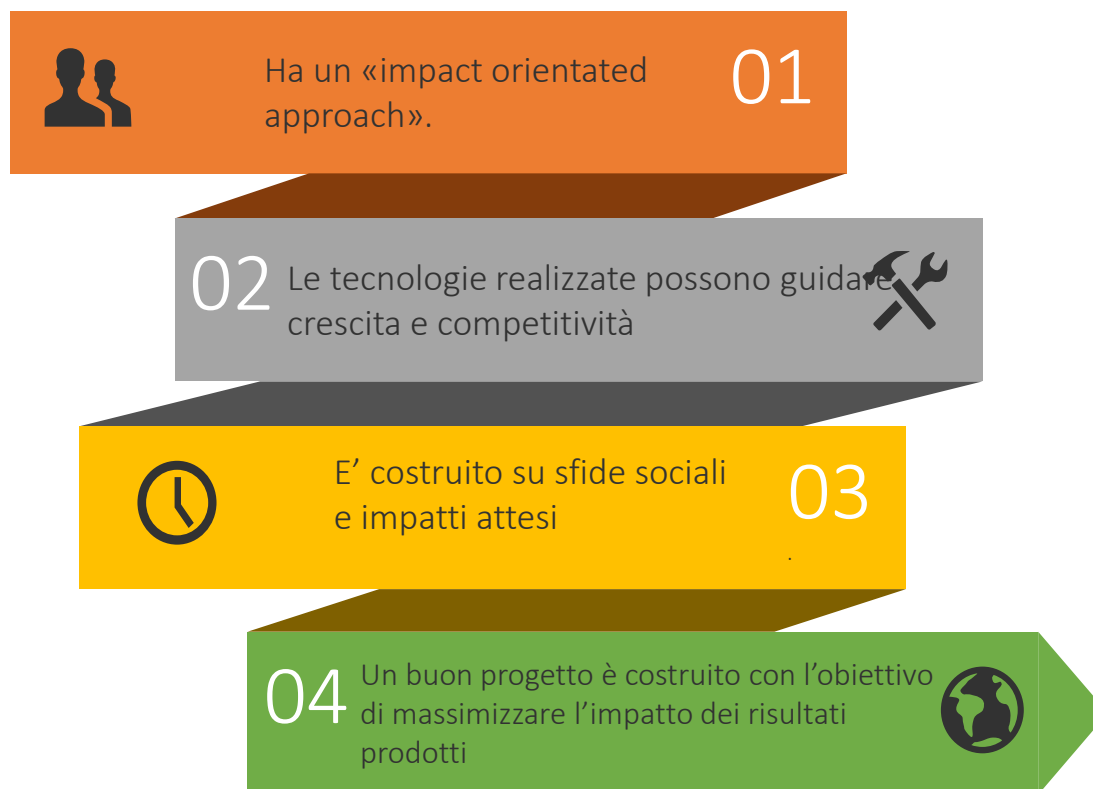 Ha un «impact orientated
approach».
01
02
Le tecnologie realizzate possono guidare
crescita e competitività
E’ costruito su sfide sociali
e impatti attesi
03
.
04
Un buon progetto è costruito con l’obiettivo
di massimizzare l’impatto dei risultati
prodotti